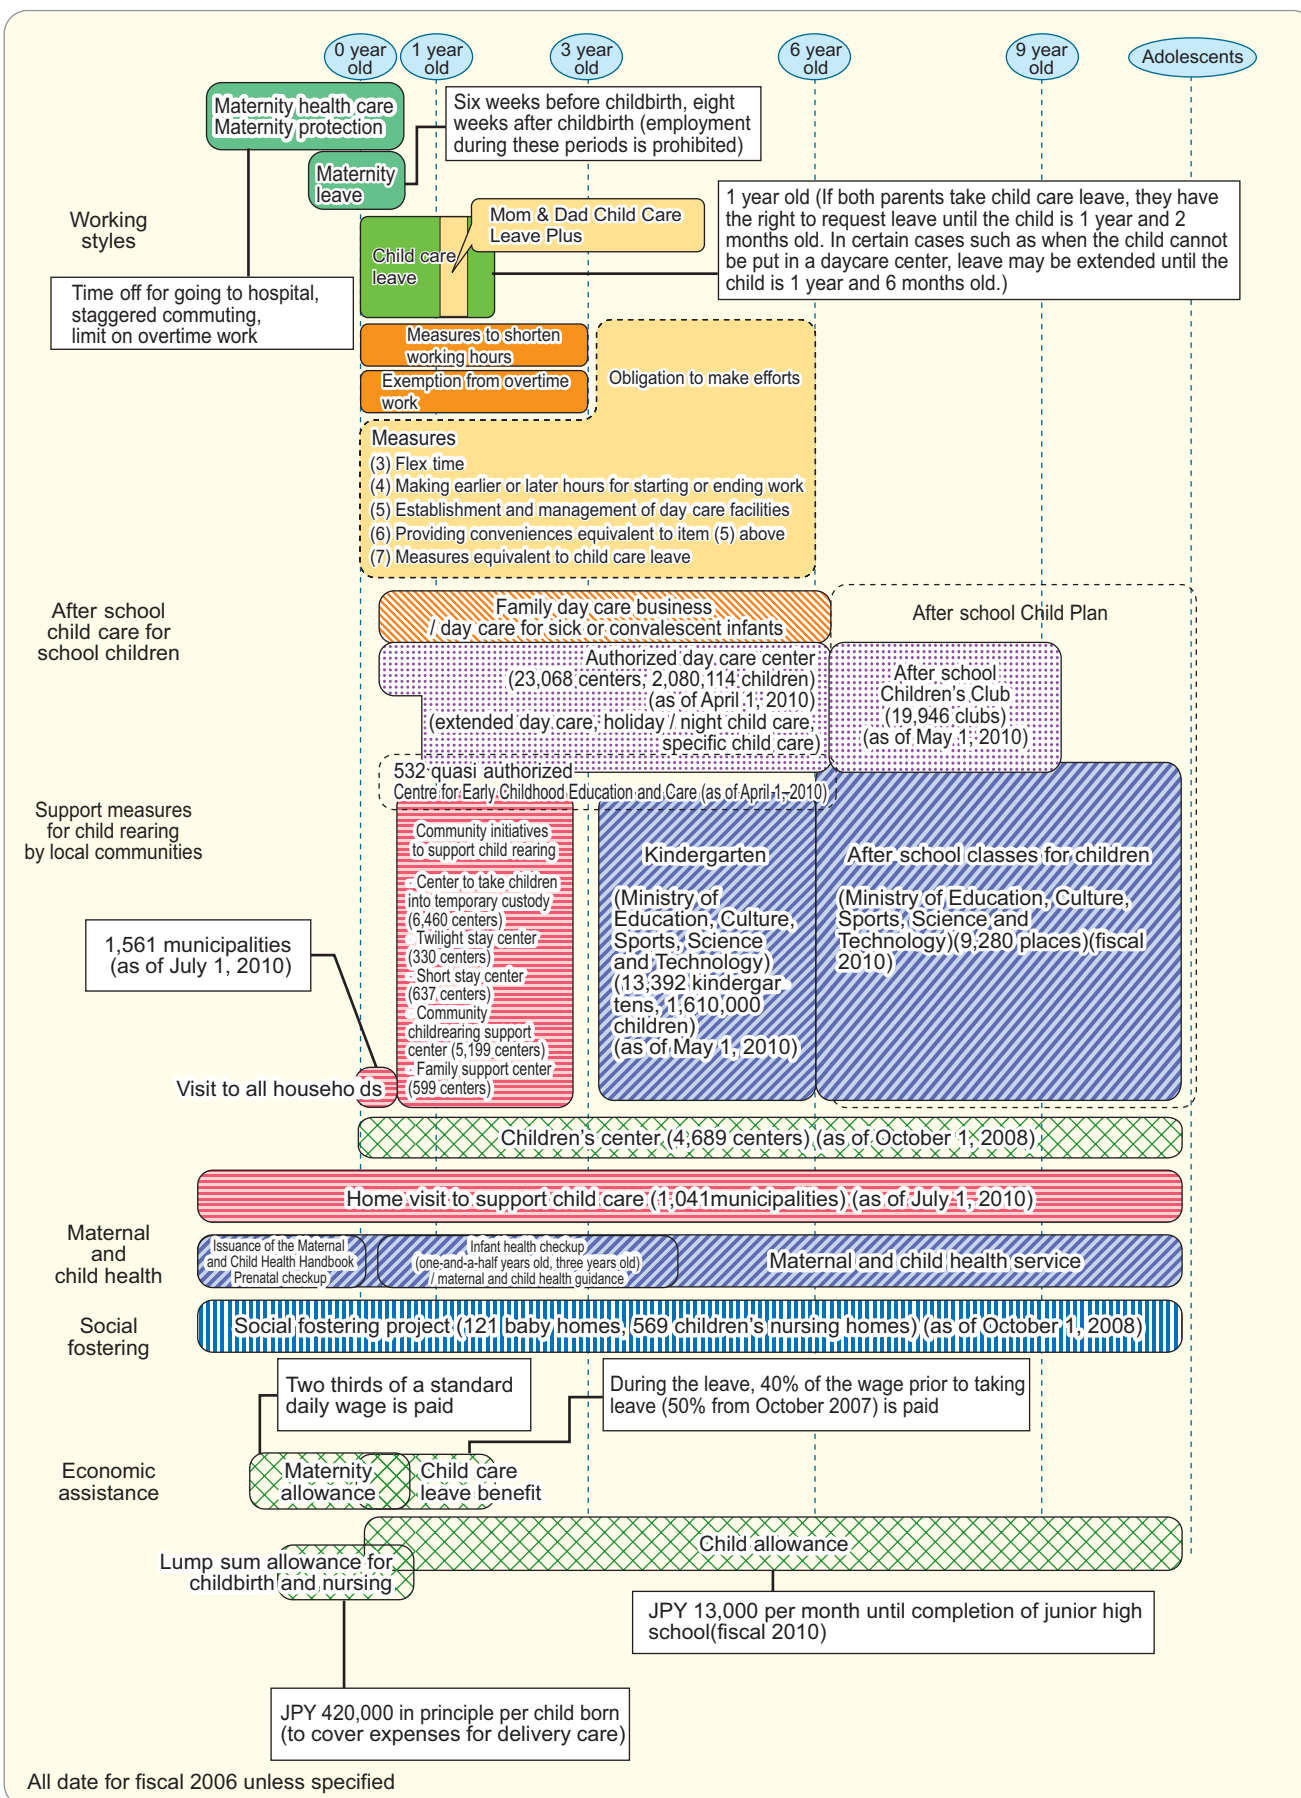 0 year
old
1 year
old
3 year
old
6 year
old
9 year
old
Adolescents
Maternity health care
Maternity protection
Six weeks before childbirth, eight
weeks after childbirth (employment
during these periods is prohibited)
Maternity
leave
Working
styles
Mom & Dad Child Care
Leave Plus
Child care
leave
1 year old (If both parents take child care leave, they have
the right to request leave until the child is 1 year and 2
months old. In certain cases such as when the child cannot
be put in a daycare center, leave may be extended until the
child is 1 year and 6 months old.)
Time off for going to hospital,
staggered commuting,
limit on overtime work
Measures to shorten
working hours
Exemption from overtime
work
Obligation to make efforts
Measures
(3) Flex time
(4) Making earlier or later hours for starting or ending work
(5) Establishment and management of day care facilities
(6) Providing conveniences equivalent to item (5) above
(7) Measures equivalent to child care leave
After school
child care for
school children
Family day care business
/ day care for sick or convalescent infants
After school Child Plan
Authorized day care center
(23,068 centers, 2,080,114 children)
(as of April 1, 2010)
(extended day care, holiday / night child care,
specific child care)
After school
Children's Club
(19,946 clubs)
(as of May 1, 2010)
532 quasi authorized
Centre for Early Childhood Education and Care (as of April 1, 2010)
Support measures
for child rearing
by local communities
Community initiatives
to support child rearing
· Center to take children
into temporary custody
(6,460 centers)
· Twilight stay center
(330 centers)
· Short stay center
(637 centers)
· Community
childrearing support
center (5,199 centers)
· Family support center
(599 centers)
Kindergarten
(Ministry of
Education, Culture,
Sports, Science
and Technology)
(13,392 kindergar
tens, 1,610,000
children)
(as of May 1, 2010)
After school classes for children
(Ministry of Education, Culture,
Sports, Science and
Technology)(9,280 places)(fiscal
2010)
1,561 municipalities
(as of July 1, 2010)
Visit to all households
Children's center (4,689 centers) (as of October 1, 2008)
Home visit to support child care (1,041municipalities) (as of July 1, 2010)
Maternal
and
child health
Issuance of the Maternal
and Child Health Handbook
Prenatal checkup
Infant health checkup
(one-and-a-half years old, three years old)
/ maternal and child health guidance
Maternal and child health service
Social
fostering
Social fostering project (121 baby homes, 569 children's nursing homes) (as of October 1, 2008)
Two thirds of a standard
daily wage is paid
During the leave, 40% of the wage prior to taking
leave (50% from October 2007) is paid
Economic
assistance
Maternity
allowance
Child care
leave benefit
Child allowance
Lump sum allowance for
childbirth and nursing
JPY 13,000 per month until completion of junior high
school(fiscal 2010)
JPY 420,000 in principle per child born
(to cover expenses for delivery care)
All date for fiscal 2006 unless specified